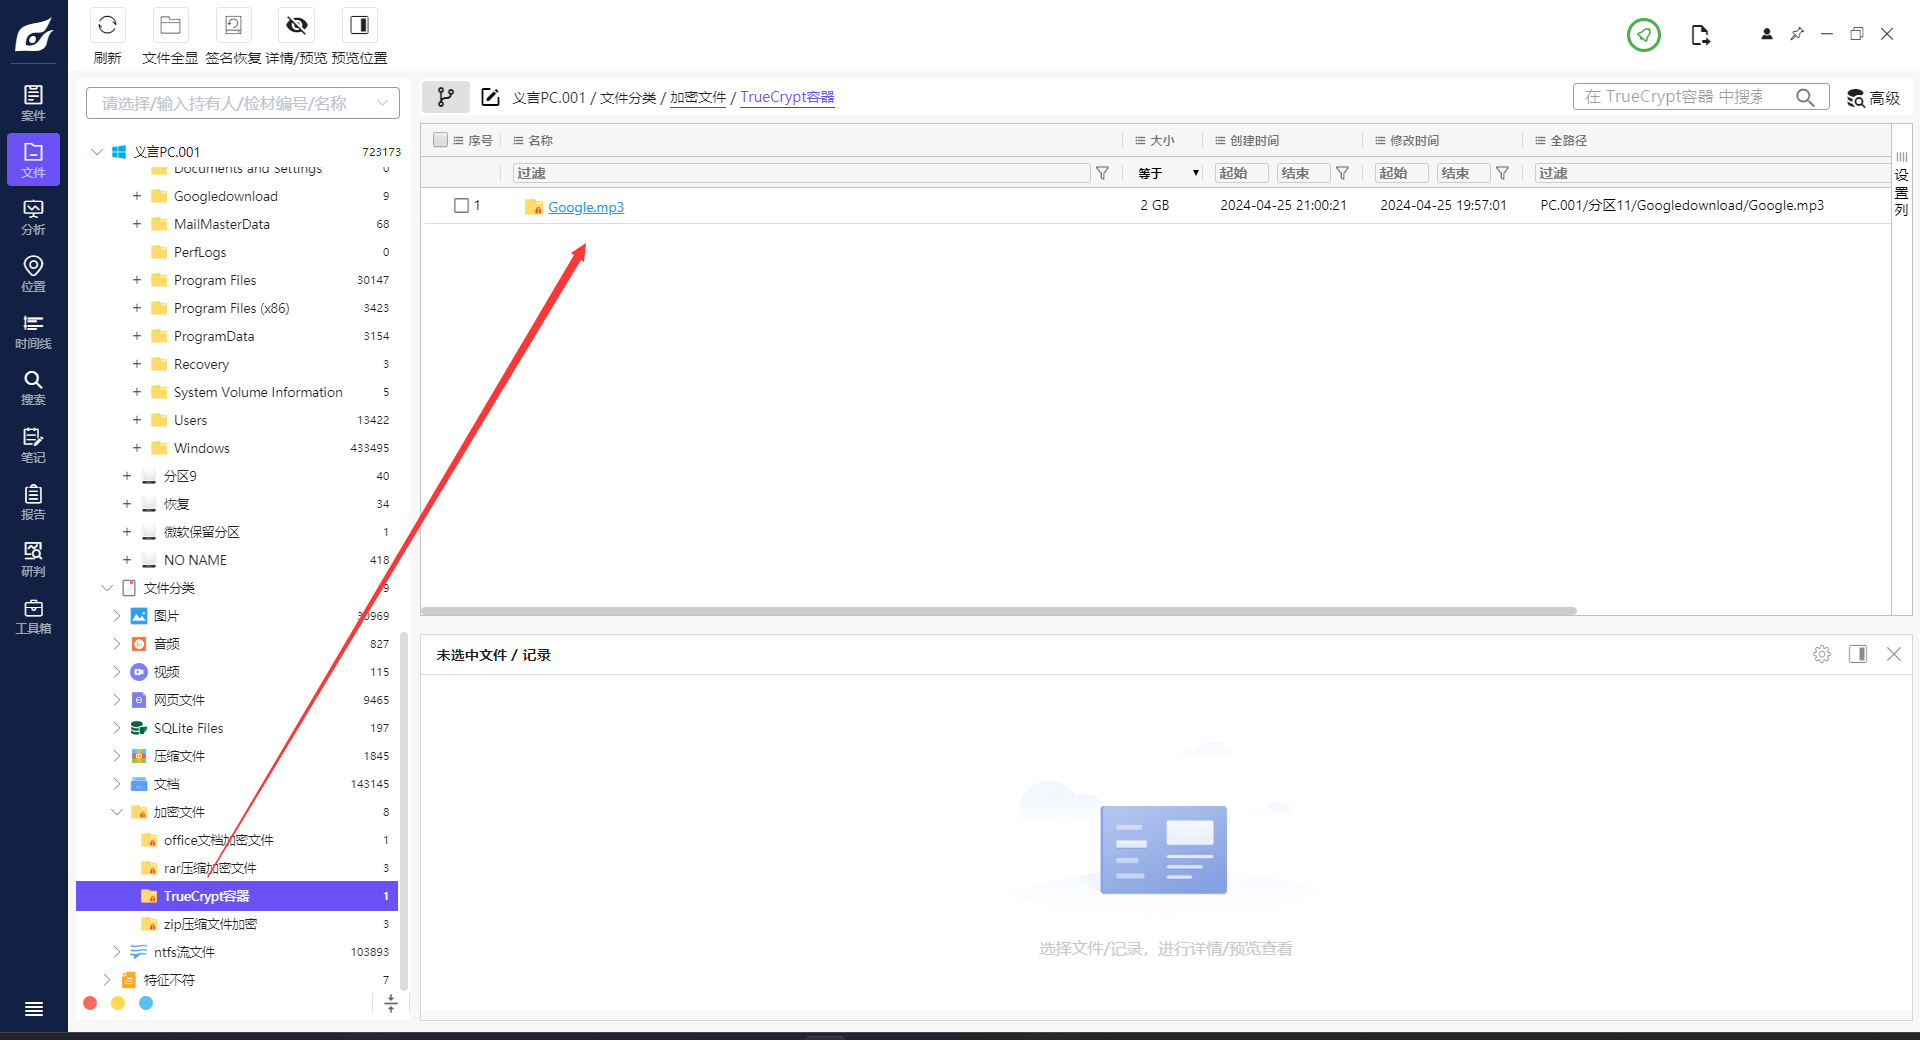 刷新
文件全显
签名恢复
详情/预览
预览位置
案件
文件
分析
位置
时间线
搜索
笔记
报告
研判
工具箱
请选择/输入持有人/检材编号/名称
义言PC.001 723173
Documents and Settings 0
Googledownload 9
MailMasterData 68
PerfLogs 0
Program Files 30147
Program Files (x86) 3423
ProgramData 3154
Recovery 3
System Volume Information 5
Users 13422
Windows 433495
分区9 40
恢复 34
微软保留分区 1
NO NAME 418
文件分类 9
图片 30969
音频 827
视频 115
网页文件 9465
SQLite Files 197
压缩文件 1845
文档 143145
加密文件 8
office文档加密文件 1
rar压缩加密文件 3
TrueCrypt容器 1
zip压缩文件加密 3
ntfs流文件 103893
特征不符 7
义言PC.001 / 文件分类 / 加密文件 / TrueCrypt容器
在 TrueCrypt容器 中搜索
高级
序号 名称 大小 创建时间 修改时间 全路径
过滤 等于 起始 结束 起始 结束 过滤
1 Google.mp3 2 GB 2024-04-25 21:00:21 2024-04-25 19:57:01 PC.001/分区11/Googledownload/Google.mp3
设置列
未选中文件 / 记录
选择文件/记录，进行详情/预览查看